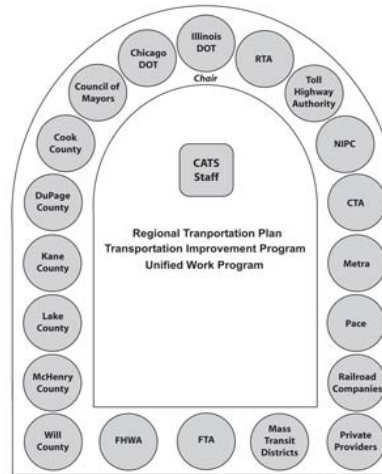 Illinois
DOT
Chair
Chicago
DOT
RTA
Council of
Mayors
Toll
Highway
Authority
Cook
County
NIPC
CATS
Staff
DuPage
County
CTA
Regional Tranportation Plan
Transportation Improvement Program
Unified Work Program
Kane
County
Metra
Lake
County
Pace
McHenry
County
Railroad
Companies
Will
County
FHWA
FTA
Mass
Transit
Districts
Private
Providers